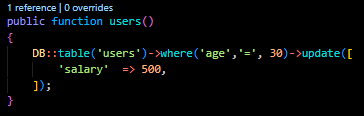 1 reference | 0 overrides
public function users()
{
    DB::table('users')->where('age','=', 30)->update([
        'salary'  => 500,
    ]);
}